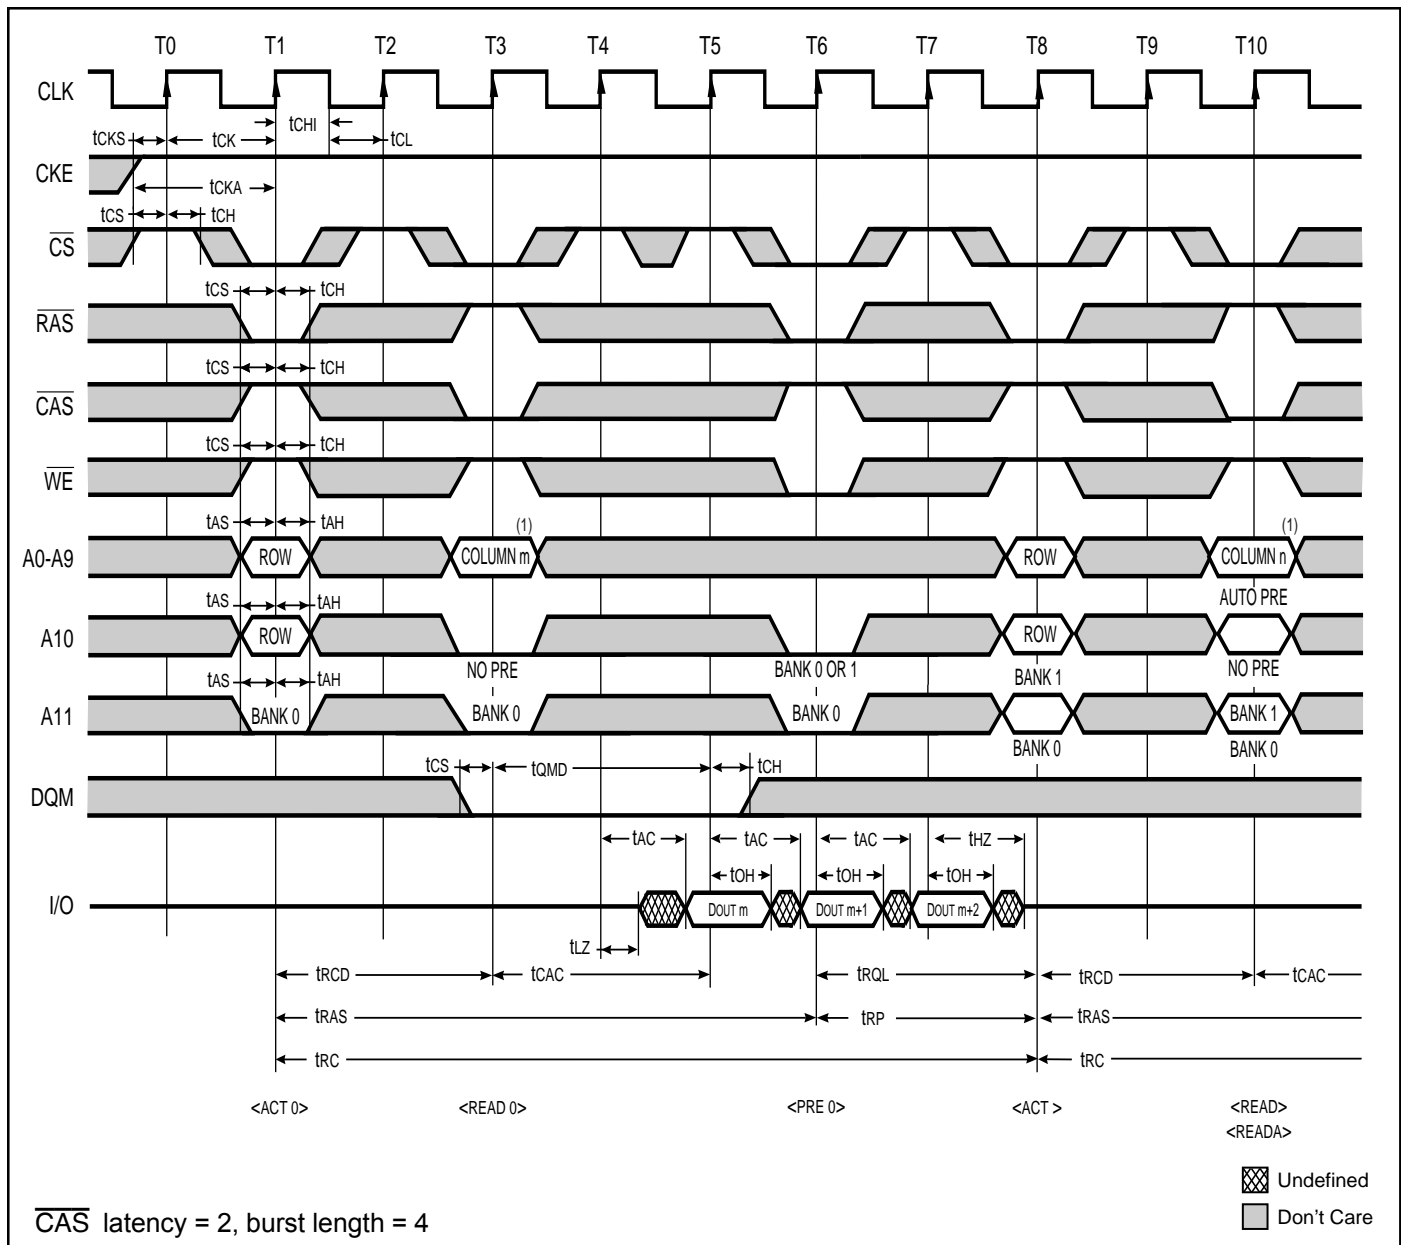 T0 T1 T2 T3 T4 T5 T6 T7 T8 T9 T10
CLK
tCHI
tCKS tCK tCL
CKE
tCKA
tCS tCH
CS
tCS tCH
RAS
tCS tCH
CAS
tCS tCH
WE
tAS tAH (1) (1)
A0-A9 ROW COLUMN m ROW COLUMN n
AUTO PRE
tAS tAH
A10 ROW ROW
NO PRE BANK 0 OR 1 BANK 1 NO PRE
tAS tAH
A11 BANK 0 BANK 0 BANK 0 BANK 1
BANK 0 BANK 0
tCS tQMD tCH
DQM
tAC tAC tAC tHZ
tOH tOH tOH
I/O DOUT m DOUT m+1 DOUT m+2
tLZ
tRCD tCAC tRQL tRCD tCAC
tRAS tRP tRAS
tRC tRC
<ACT 0> <READ 0> <PRE 0> <ACT > <READ>
<READA>
Undefined
Don't Care
CAS latency = 2, burst length = 4